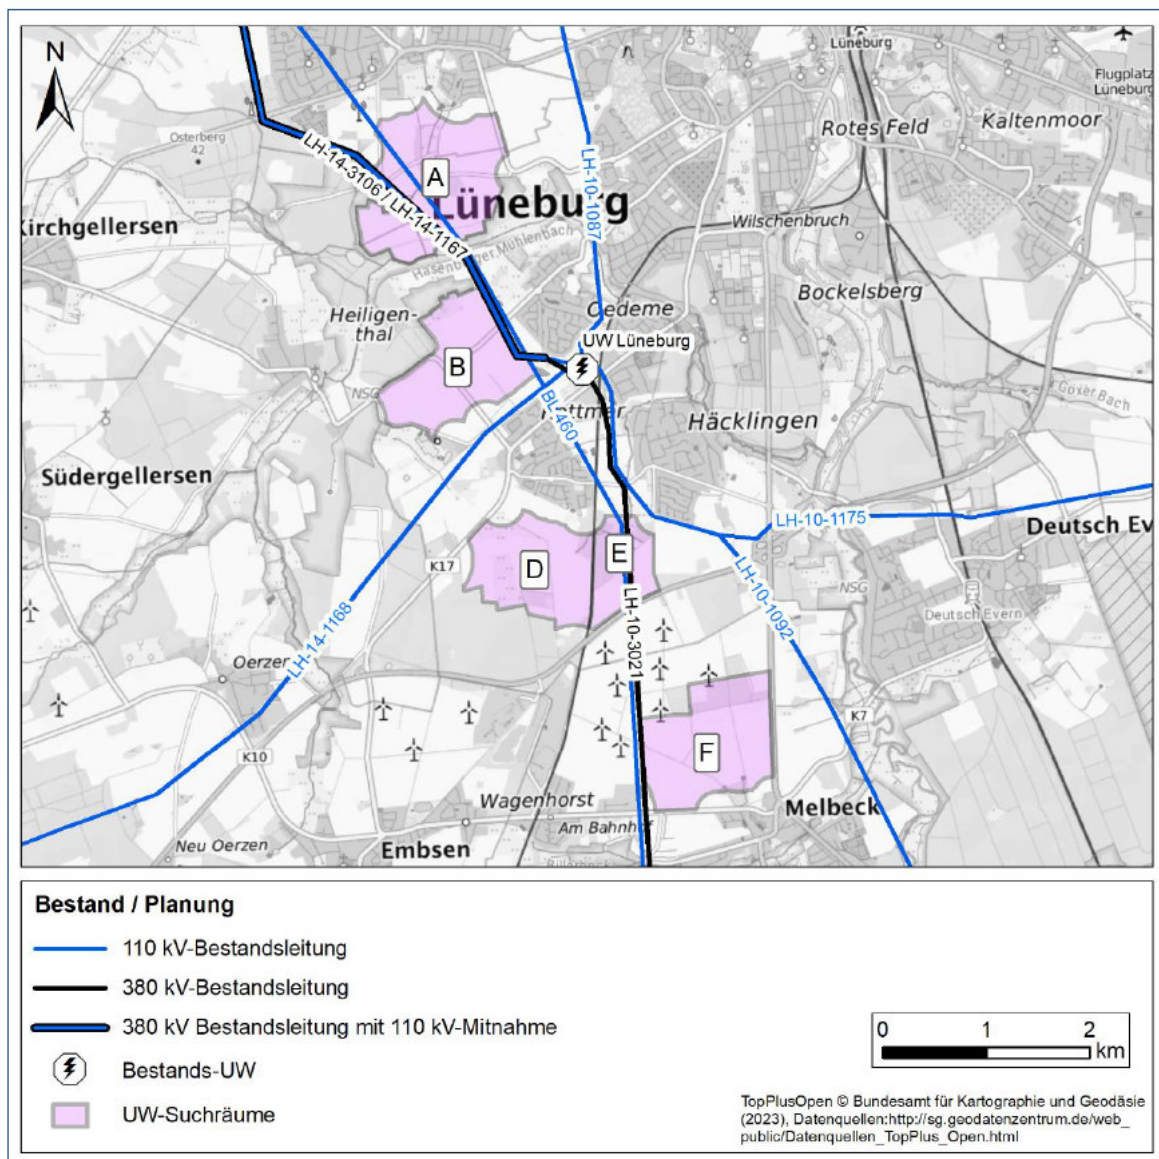 N
Lüneburg
Flugplatz
Lüneburg
Osterberg
42
Rotes Feld
Kaltenmoor
A
LH-14-3106 / LH-14-1167
LH-10-1087
Kirchgellersen
Lüneburg
Wilschenbruch
Hasenburger Mühlenbach
Bockelsberg
Heiligen-
thal
Oedeme
UW Lüneburg
B
NSG
BL-460
Häcklingen
Südergellersen
LH-10-1175
Deutsch Ev
K17
D
E
LH-10-1092
NSG
Deutsch Evern
LH-14-1168
LH-10-3021
Oerzen
K7
K10
F
Wagenhorst
Melbeck
Am Bahnhof
Neu Oerzen
Embsen
Bestand / Planung
110 kV-Bestandsleitung
380 kV-Bestandsleitung
380 kV Bestandsleitung mit 110 kV-Mitnahme
Bestands-UW
UW-Suchräume
0 1 2
km
TopPlusOpen © Bundesamt für Kartographie und Geodäsie
(2023), Datenquellen:http://sg.geodatenzentrum.de/web_
public/Datenquellen_TopPlus_Open.html